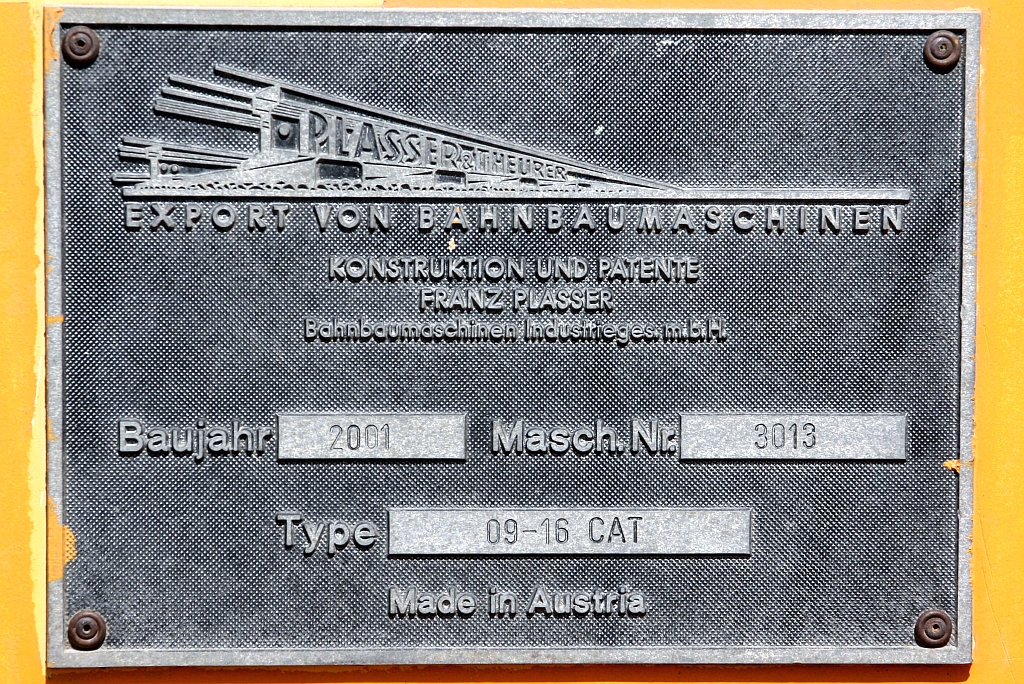 PLASSER & THEURER
EXPORT VON BAHNBAUMASCHINEN
KONSTRUKTION UND PATENTE
FRANZ PLASSER
Bahnbaumaschinen Industrieges.m.b.H.
Baujahr 2001 Masch.Nr. 3013
Type 09-16 CAT
Made in Austria